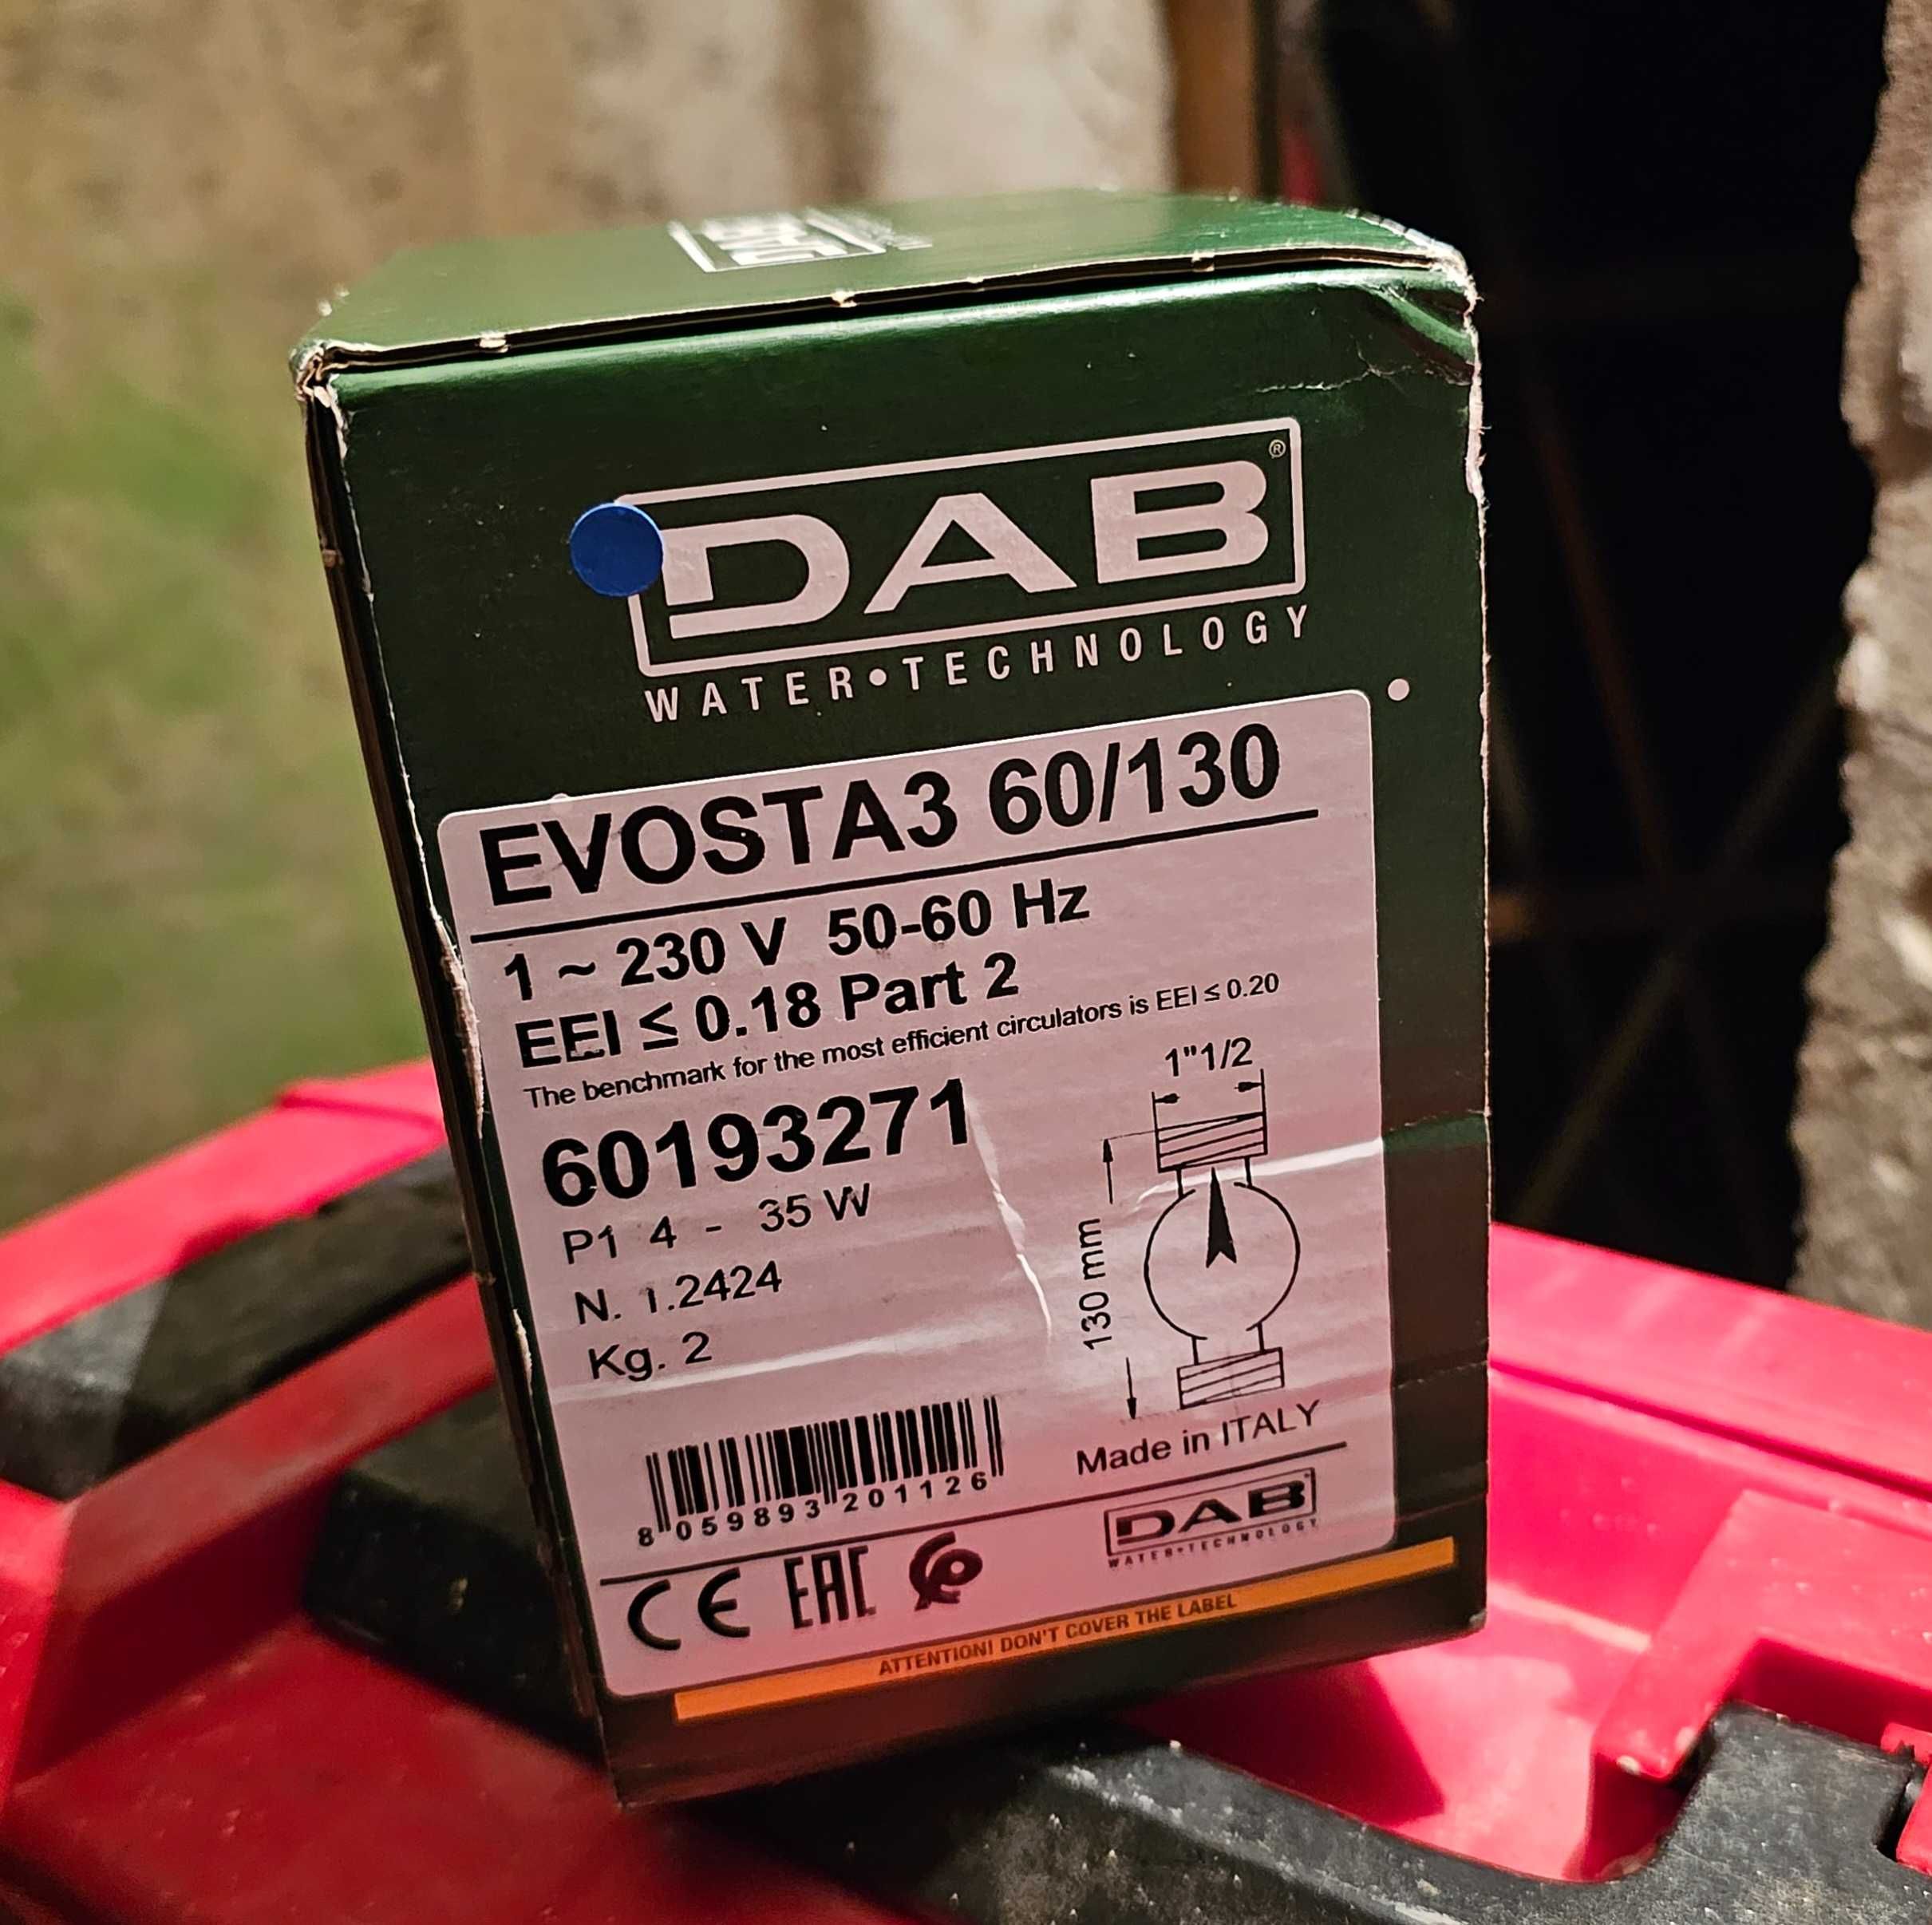 DAB®
WATER•TECHNOLOGY
EVOSTA3 60/130
1 ~ 230 V 50-60 Hz
EEI ≤ 0.18 Part 2
The benchmark for the most efficient circulators is EEI ≤ 0.20
60193271
1"1/2
P1 4 - 35 W
130 mm
N. 1.2424
Kg. 2
8 059893 201126
Made in ITALY
CE EAC
DAB
WATER•TECHNOLOGY
ATTENTION! DON'T COVER THE LABEL